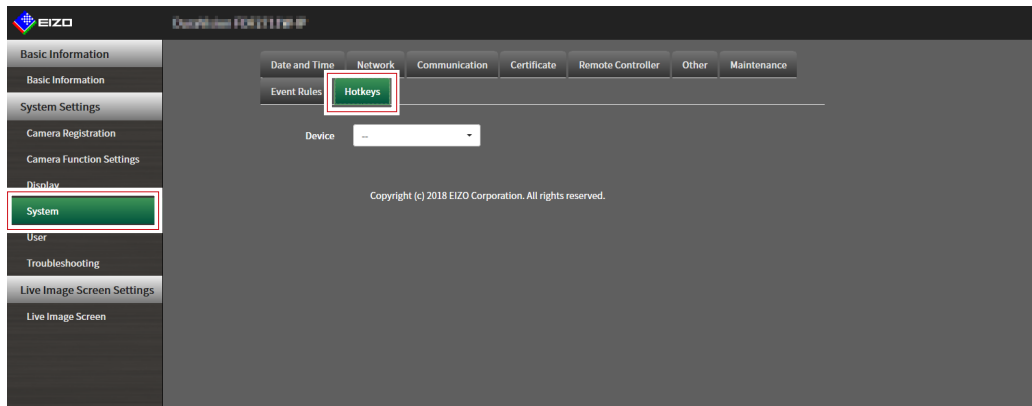 EIZO
Basic Information
Basic Information
System Settings
Camera Registration
Camera Function Settings
Display
System
User
Troubleshooting
Live Image Screen Settings
Live Image Screen
Date and Time Network Communication Certificate Remote Controller Other Maintenance
Event Rules Hotkeys
Device --
Copyright (c) 2018 EIZO Corporation. All rights reserved.